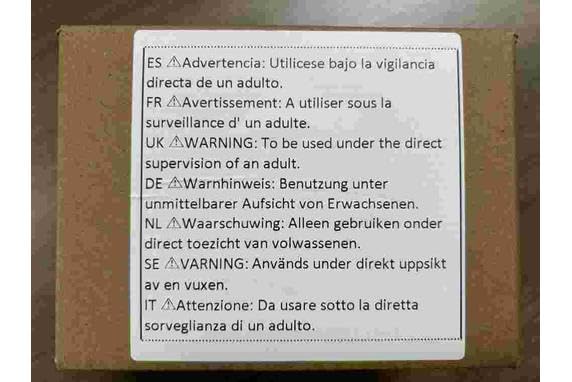 ES ⚠Advertencia: Utilicese bajo la vigilancia
directa de un adulto.
FR ⚠Avertissement: A utiliser sous la
surveillance d' un adulte.
UK ⚠WARNING: To be used under the direct
supervision of an adult.
DE ⚠Warnhinweis: Benutzung unter
unmittelbarer Aufsicht von Erwachsenen.
NL ⚠Waarschuwing: Alleen gebruiken onder
direct toezicht van volwassenen.
SE ⚠VARNING: Används under direkt uppsikt
av en vuxen.
IT ⚠Attenzione: Da usare sotto la diretta
sorveglianza di un adulto.